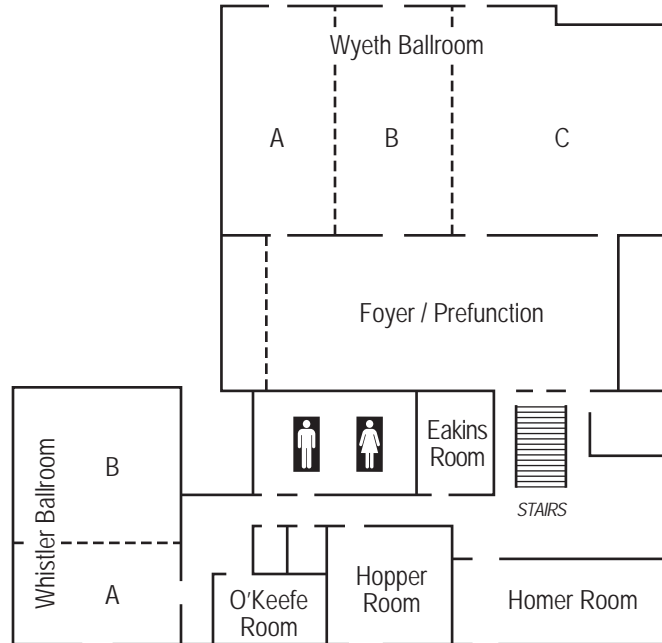 Wyeth Ballroom
A
B
C
Foyer / Prefunction
Eakins
Room
STAIRS
Whistler Ballroom
B
A
O'Keefe
Room
Hopper
Room
Homer Room